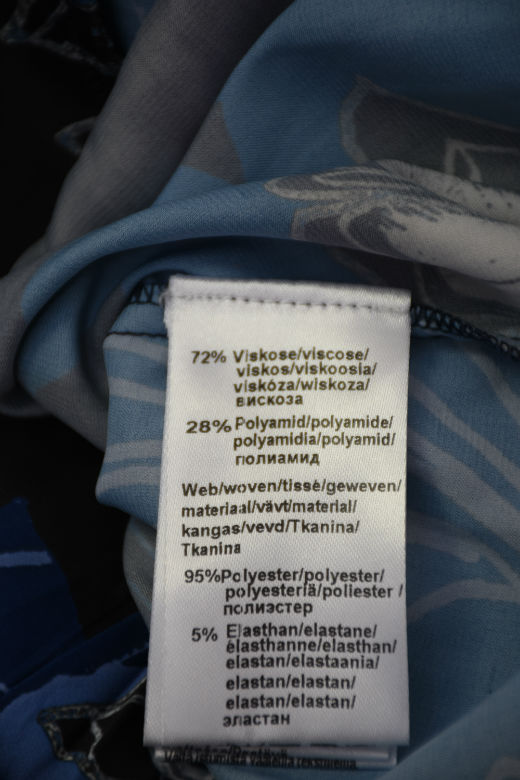 72% Viskose/viscose/
viskos/viskoosia/
viskóza/wiskoza/
вискоза
28% Polyamid/polyamide/
polyamidia/polyamid/
полиамид
Web/woven/tissé/geweven/
materiaal/vävt/material/
kangas/vevd/Tkanina/
Tkanina
95% Polyester/polyester/
polyesteriä/poliester /
полиэстер
5% Elasthan/elastane/
élasthanne/elasthan/
elastan/elastaania/
elastan/elastan/
elastan/elastan/
эластан